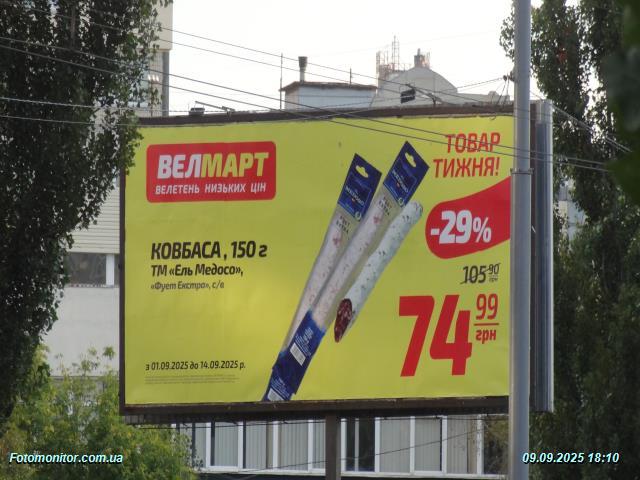 ВЕЛМАРТ
ВЕЛЕТЕНЬ НИЗЬКИХ ЦІН
ТОВАР
ТИЖНЯ!
-29%
КОВБАСА, 150 г
ТМ «Ель Медосо»,
«Фует Екстра», с/в
105 90
грн
74 99
грн
з 01.09.2025 до 14.09.2025 р.
Fotomonitor.com.ua
09.09.2025 18:10